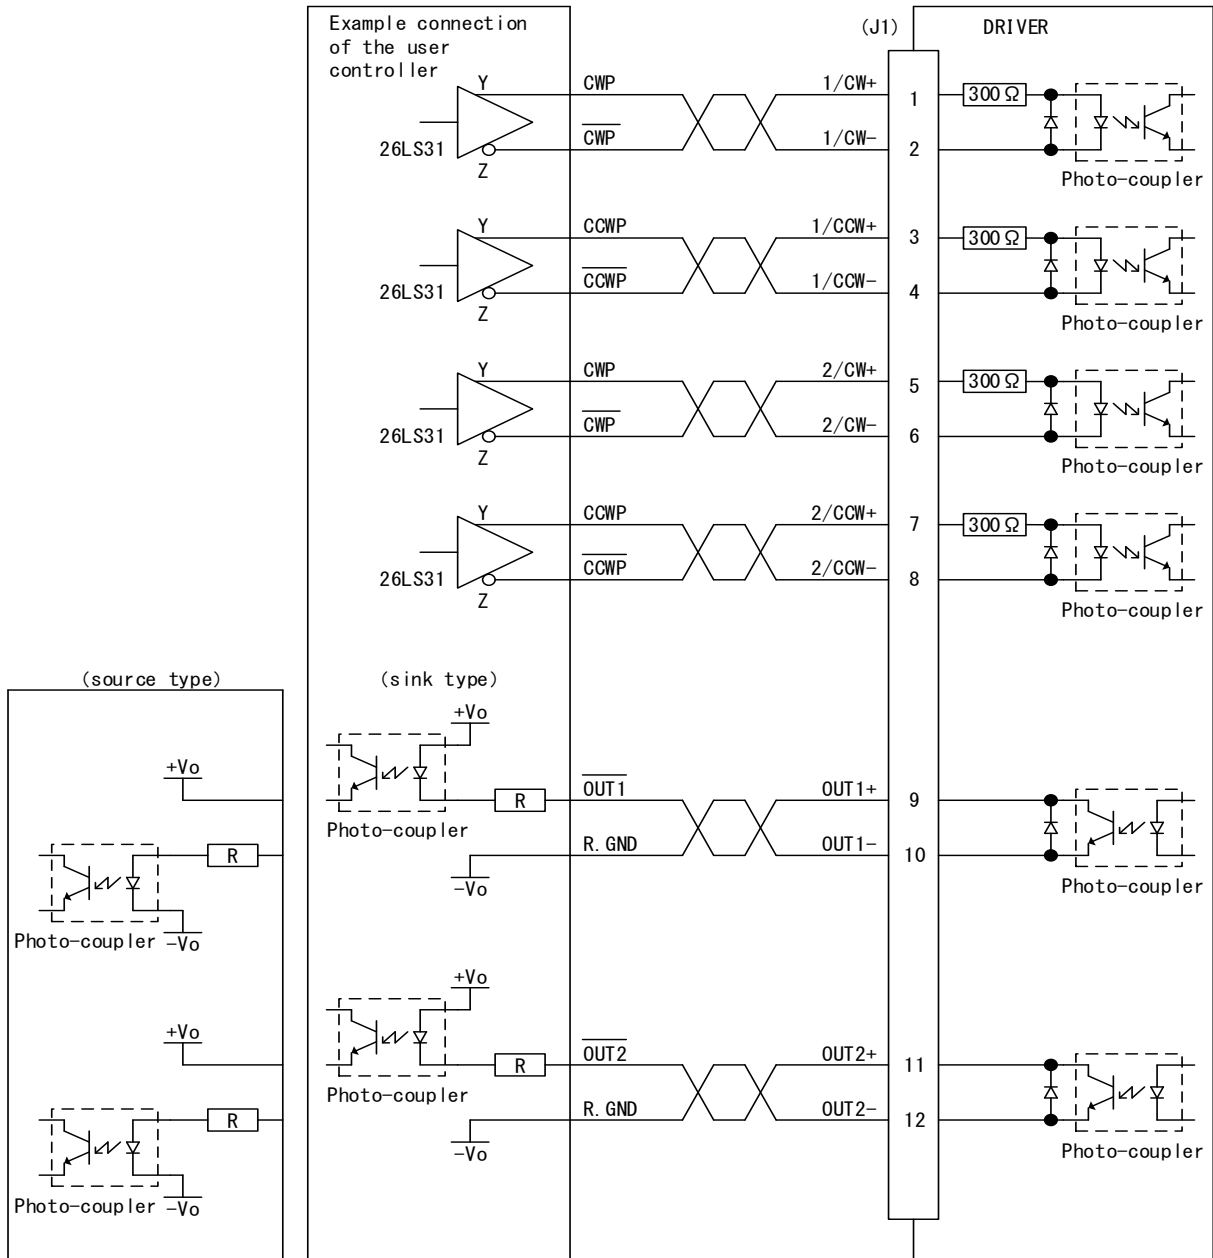 Example connection
of the user
controller
(J1)
DRIVER
Y
CWP
1/CW+
1
300Ω
26LS31
CWP
1/CW-
2
Z
Photo-coupler
Y
CCWP
1/CCW+
3
300Ω
26LS31
CCWP
1/CCW-
4
Z
Photo-coupler
Y
CWP
2/CW+
5
300Ω
26LS31
CWP
2/CW-
6
Z
Photo-coupler
Y
CCWP
2/CCW+
7
300Ω
26LS31
CCWP
2/CCW-
8
Z
Photo-coupler
(source type)
(sink type)
+Vo
+Vo
R
OUT1
OUT1+
9
Photo-coupler
R.GND
OUT1-
10
R
-Vo
Photo-coupler
Photo-coupler
-Vo
+Vo
+Vo
R
OUT2
OUT2+
11
Photo-coupler
R.GND
OUT2-
12
R
-Vo
Photo-coupler
Photo-coupler
-Vo